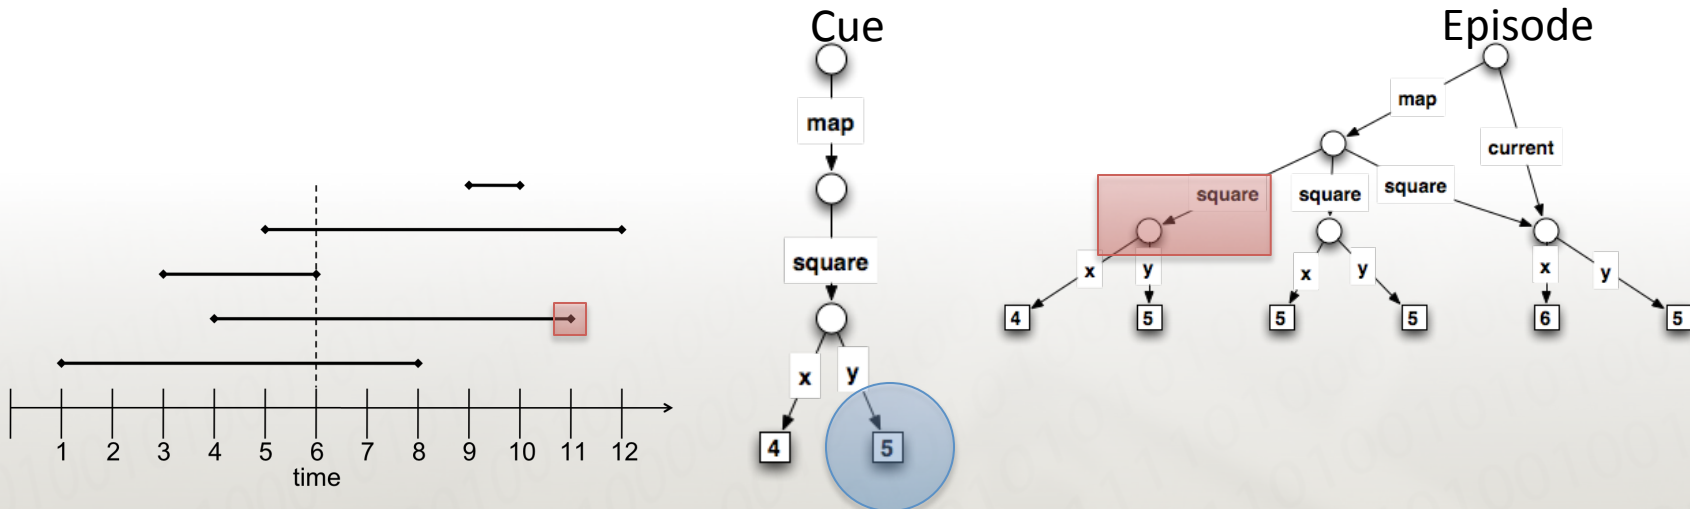 Cue
Episode
map
square
x y
4 5
map
current
square square square
x y x y x y
4 5 5 5 6 5
1 2 3 4 5 6 7 8 9 10 11 12
time